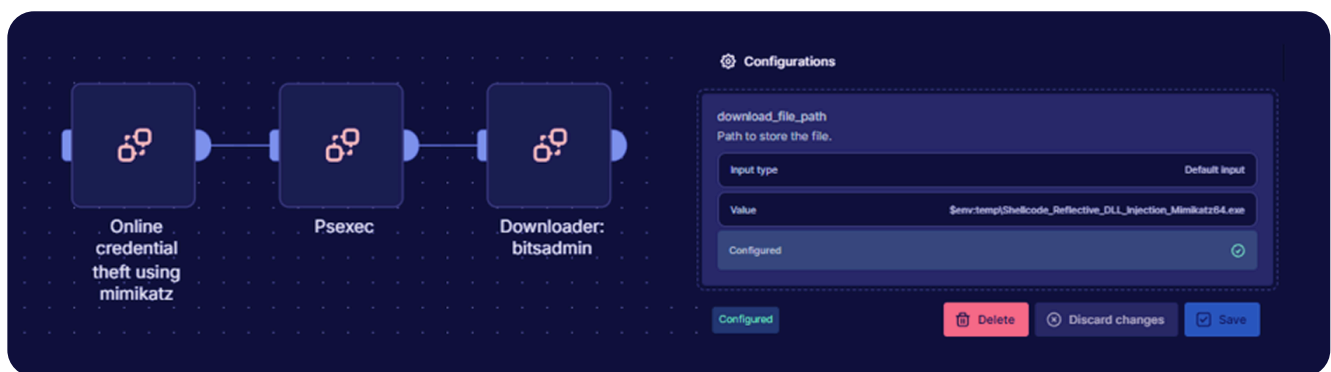 Online
credential
theft using
mimikatz
Psexec
Downloader:
bitsadmin
Configurations
download_file_path
Path to store the file.
Input type Default input
Value $env:temp\Shellcode_Reflective_DLL_Injection_Mimikatz64.exe
Configured
Configured Delete Discard changes Save